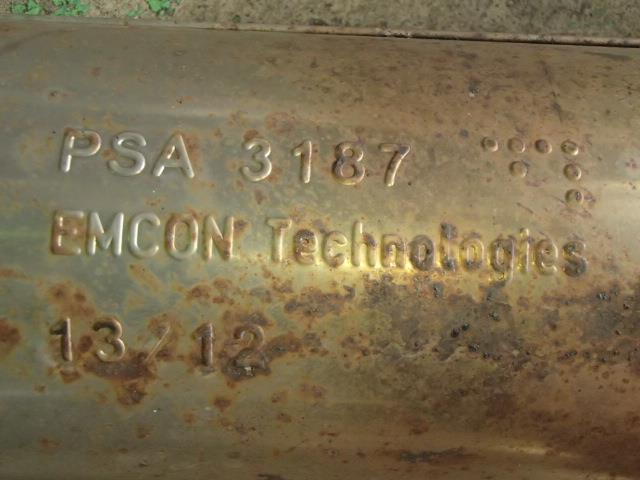 PSA 3187
EMCON Technologies
13/12